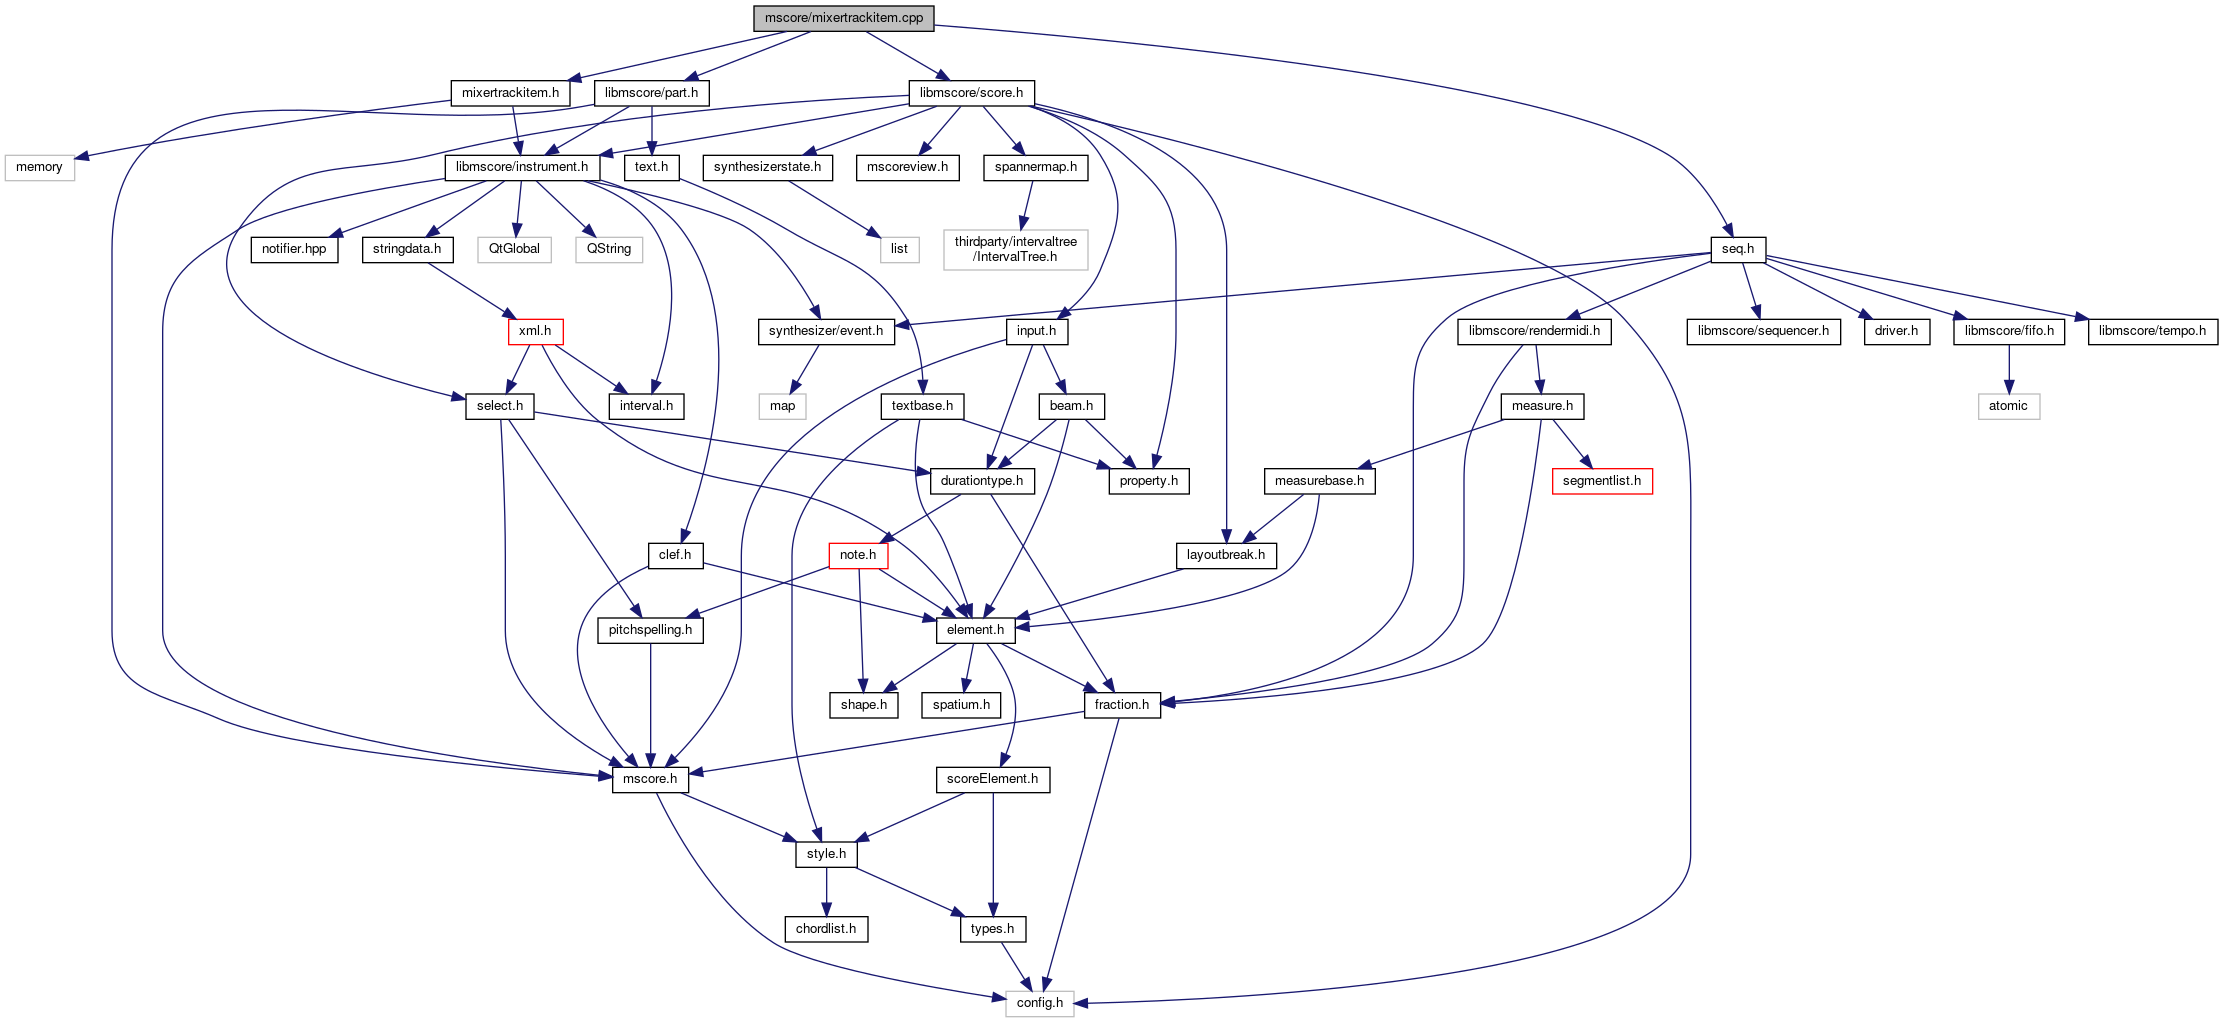 mscore/mixertrackitem.cpp
mixertrackitem.h
libmscore/part.h
libmscore/score.h
memory
libmscore/instrument.h
text.h
synthesizerstate.h
mscoreview.h
spannermap.h
notifier.hpp
stringdata.h
QtGlobal
QString
list
thirdparty/intervaltree
/IntervalTree.h
seq.h
xml.h
synthesizer/event.h
input.h
libmscore/rendermidi.h
libmscore/sequencer.h
driver.h
libmscore/fifo.h
libmscore/tempo.h
select.h
interval.h
map
textbase.h
beam.h
measure.h
atomic
durationtype.h
property.h
measurebase.h
segmentlist.h
clef.h
note.h
layoutbreak.h
pitchspelling.h
element.h
shape.h
spatium.h
fraction.h
mscore.h
scoreElement.h
style.h
chordlist.h
types.h
config.h